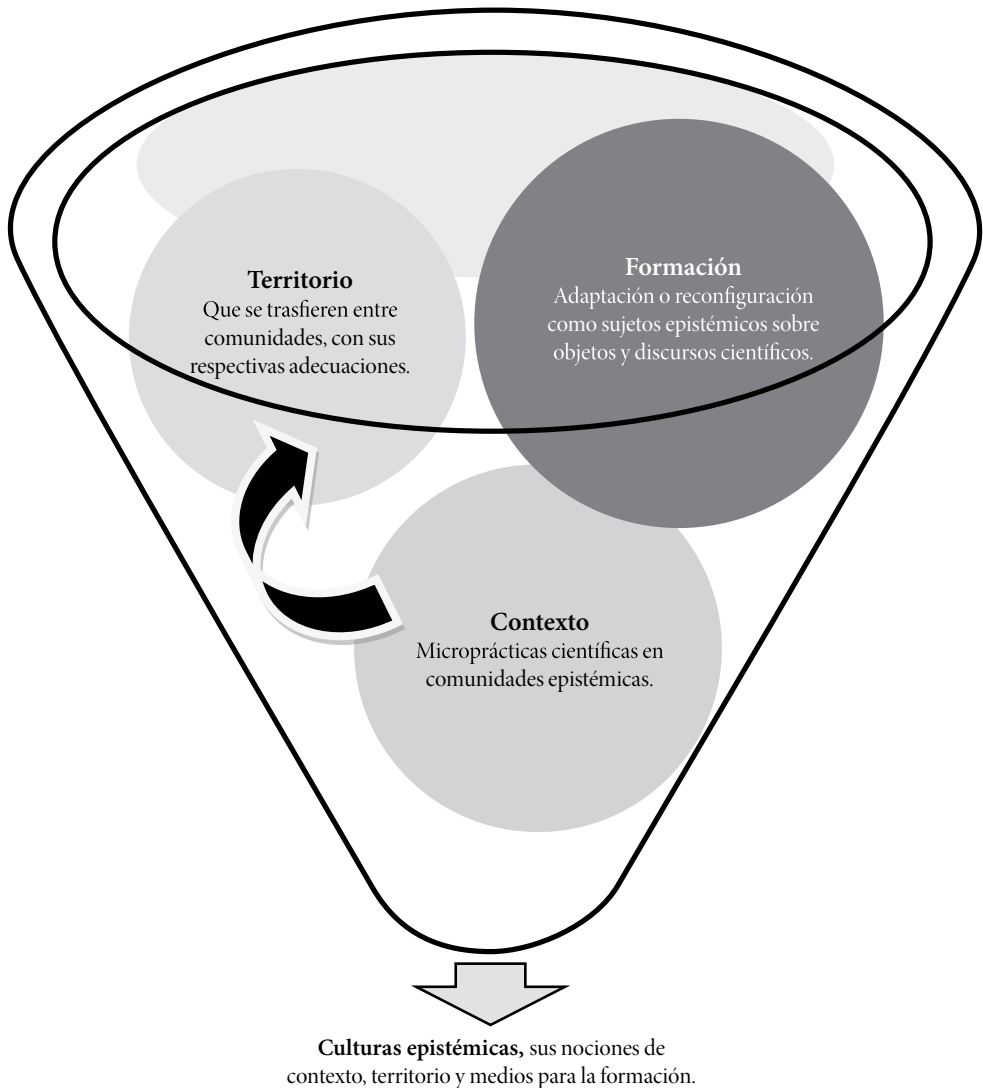 Territorio
Que se trasfieren entre
comunidades, con sus
respectivas adecuaciones.
Formación
Adaptación o reconfiguración
como sujetos epistémicos sobre
objetos y discursos científicos.
Contexto
Microprácticas científicas en
comunidades epistémicas.
Culturas epistémicas, sus nociones de
contexto, territorio y medios para la formación.